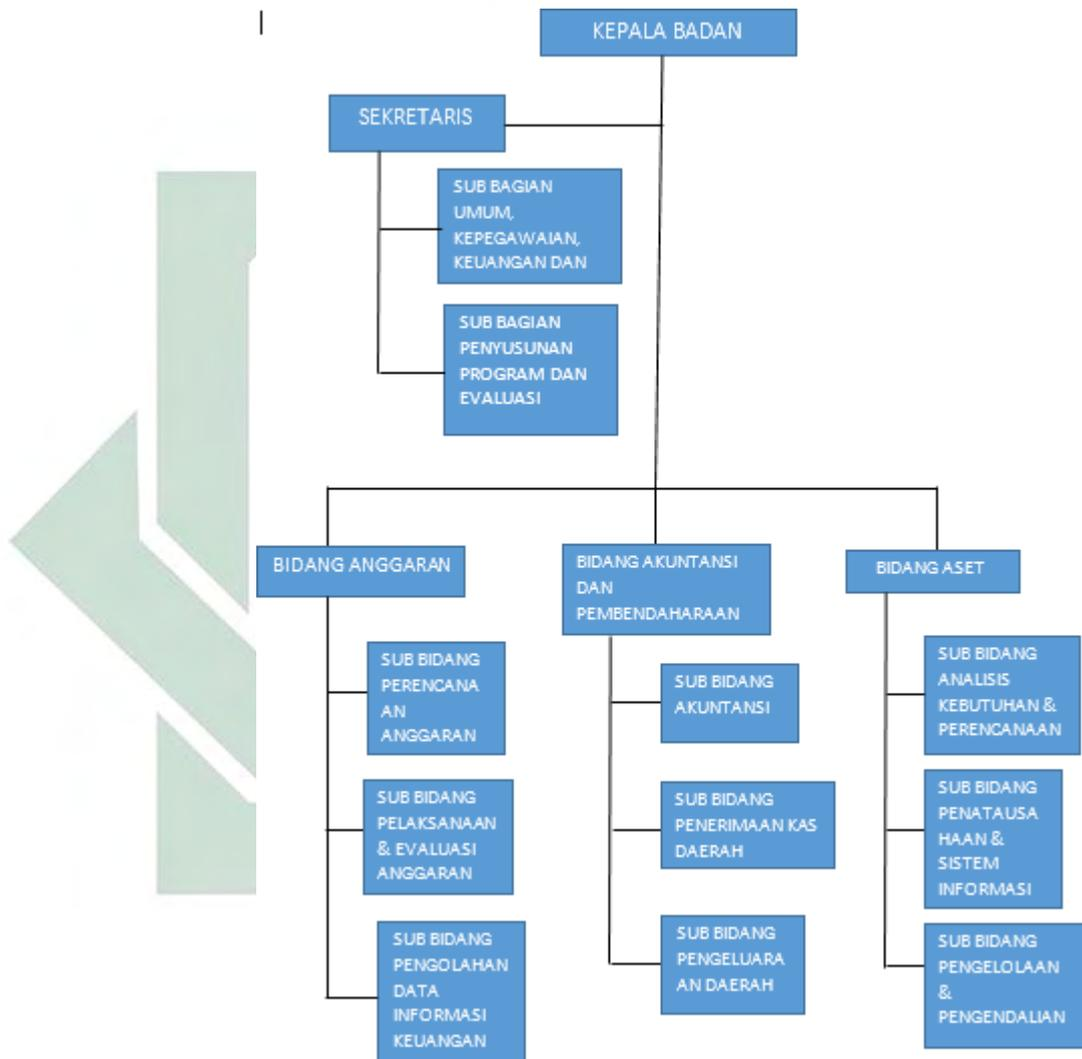 KEPALA BADAN
SEKRETARIS
SUB BAGIAN
UMUM,
KEPEGAWAIAN,
KEUANGAN DAN
SUB BAGIAN
PENYUSUNAN
PROGRAM DAN
EVALUASI
BIDANG ANGGARAN
SUB BIDANG
PERENCANA
AN
ANGGARAN
SUB BIDANG
PELAKSANAAN
& EVALUASI
ANGGARAN
SUB BIDANG
PENGOLAHAN
DATA
INFORMASI
KEUANGAN
BIDANG AKUNTANSI
DAN
PEMBENDAHARAAN
SUB BIDANG
AKUNTANSI
SUB BIDANG
PENERIMAAN KAS
DAERAH
SUB BIDANG
PENGELUARA
AN DAERAH
BIDANG ASET
SUB BIDANG
ANALISIS
KEBUTUHAN &
PERENCANAAN
SUB BIDANG
PENATAUSA
HAAN &
SISTEM
INFORMASI
SUB BIDANG
PENGELOLAAN
&
PENGENDALIAN